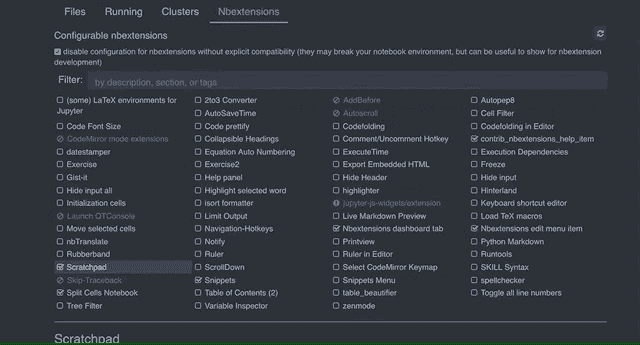 Files Running Clusters Nbextensions
Configurable nbextensions
disable configuration for nbextensions without explicit compatibility (they may break your notebook environment, but can be useful to show for nbextension
development)
Filter: by description, section, or tags
(some) LaTeX environments for 2to3 Converter AddBefore Autopep8
Jupyter AutoSaveTime Autoscroll Cell Filter
Code Font Size Code prettify Codefolding Codefolding in Editor
CodeMirror mode extensions Collapsible Headings Comment/Uncomment Hotkey contrib_nbextensions_help_item
datestamper Equation Auto Numbering ExecuteTime Execution Dependencies
Exercise Exercise2 Export Embedded HTML Freeze
Gist-it Help panel Hide Header Hide input
Hide input all Highlight selected word highlighter Hinterland
Initialization cells isort formatter jupyter-js-widgets/extension Keyboard shortcut editor
Launch QTConsole Limit Output Live Markdown Preview Load TeX macros
Move selected cells Navigation-Hotkeys Nbextensions dashboard tab Nbextensions edit menu item
nbTranslate Notify Printview Python Markdown
Rubberband Ruler Ruler in Editor Runtools
Scratchpad ScrollDown Select CodeMirror Keymap SKILL Syntax
Skip-Traceback Snippets Snippets Menu spellchecker
Split Cells Notebook Table of Contents (2) table_beautifier Toggle all line numbers
Tree Filter Variable Inspector zenmode
Scratchpad